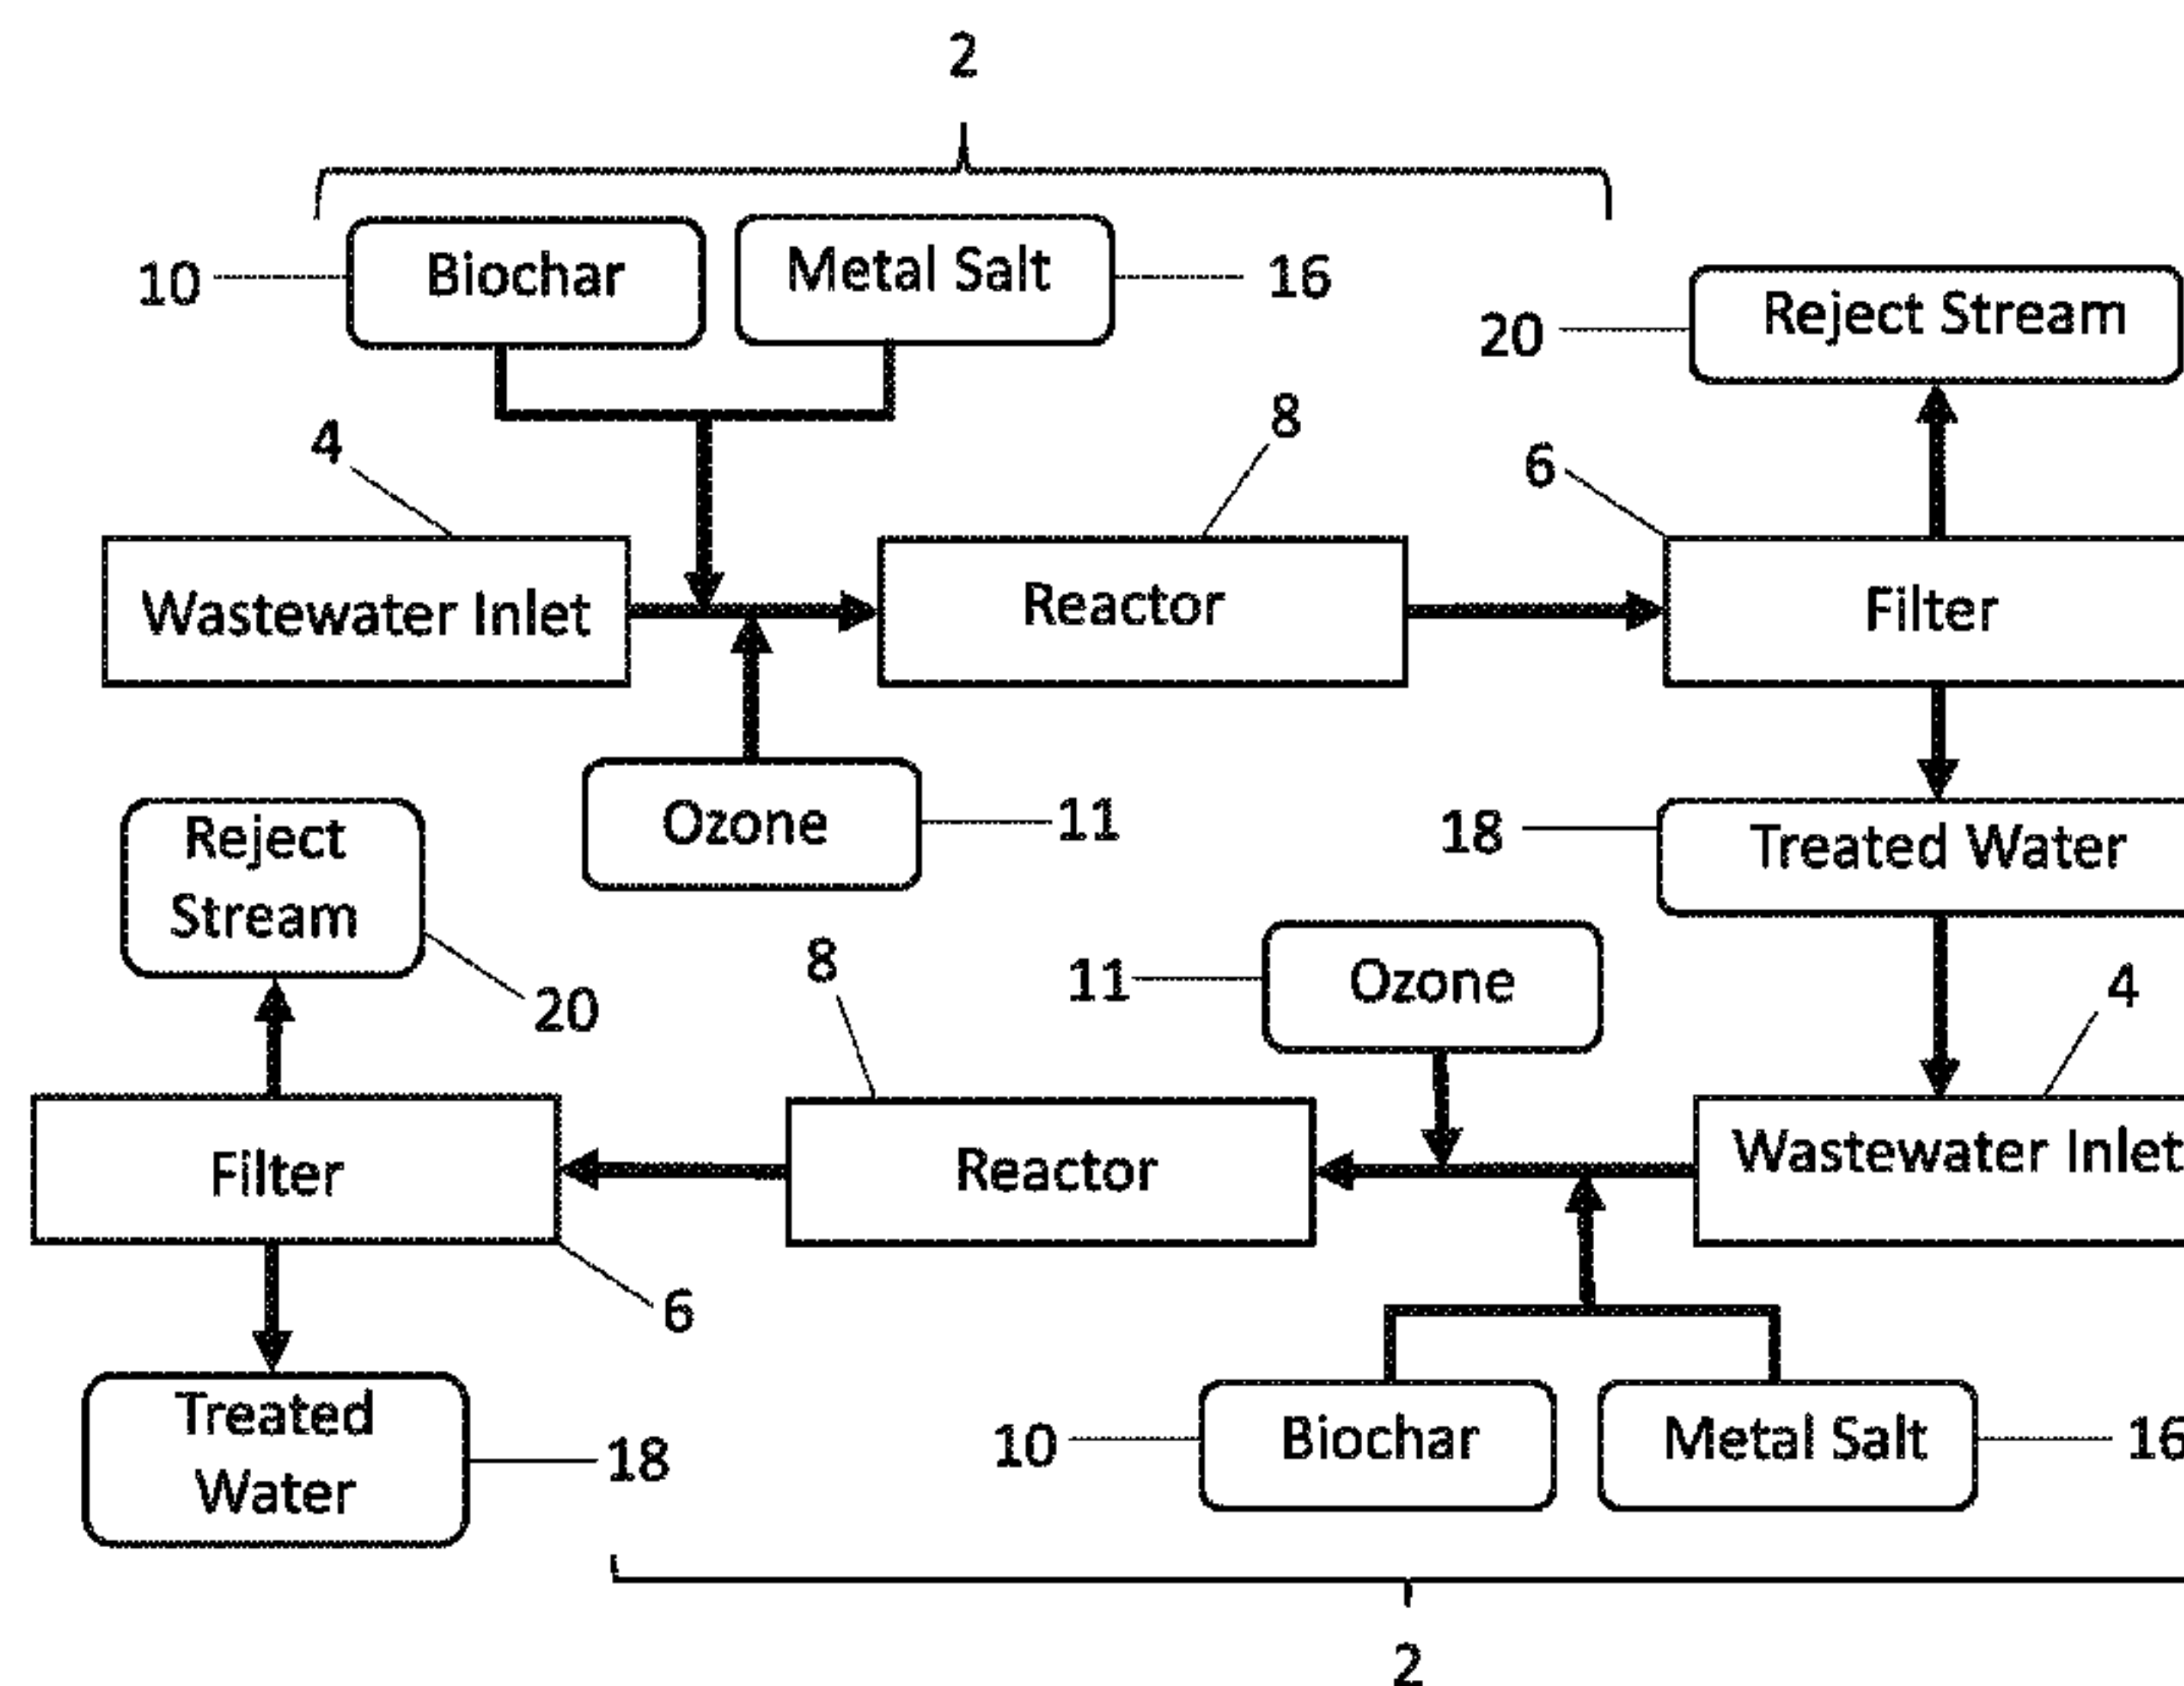 2
10
Biochar
Metal Salt
16
20
Reject Stream
4
8
6
Wastewater Inlet
Reactor
Filter
Ozone
11
18
Treated Water
Reject
Stream
20
8
11
Ozone
4
Filter
Reactor
Wastewater Inlet
6
Treated
Water
18
10
Biochar
Metal Salt
16
2